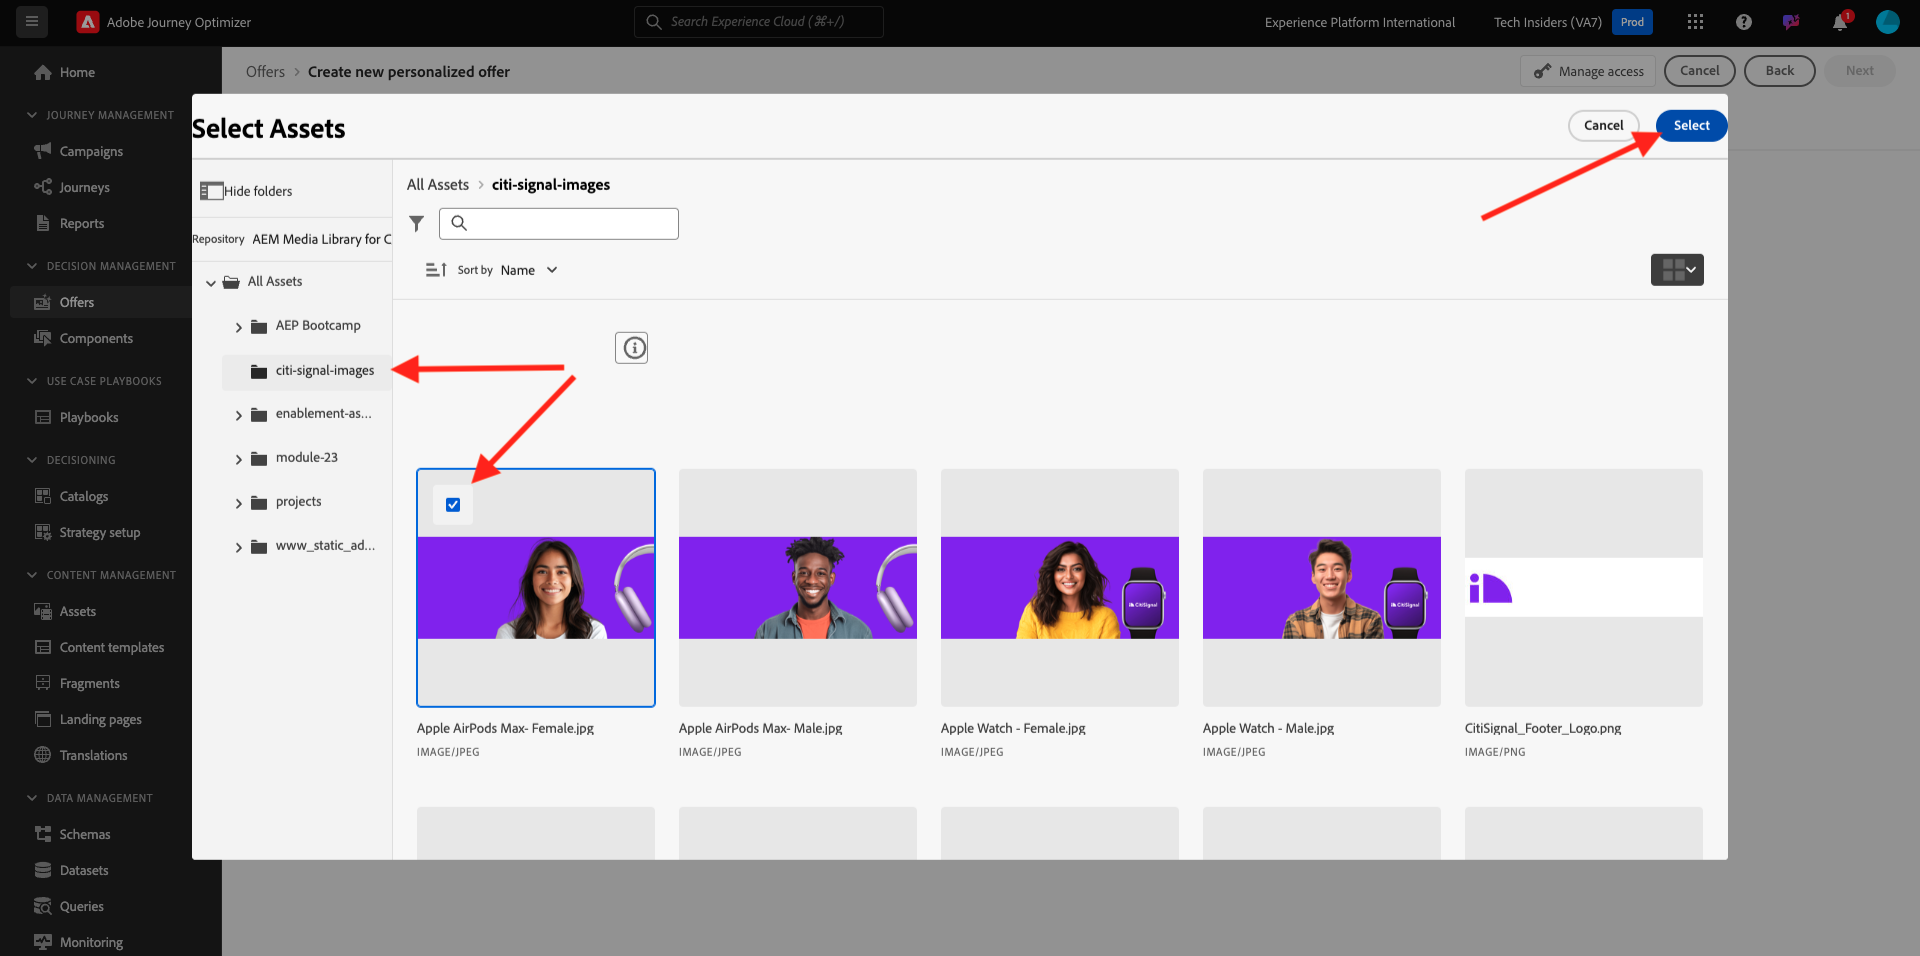 Adobe Journey Optimizer
Search Experience Cloud (⌘+/)
Experience Platform International
Tech Insiders (VA7)
Prod
1
Home
JOURNEY MANAGEMENT
Campaigns
Journeys
Reports
DECISION MANAGEMENT
Offers
Components
USE CASE PLAYBOOKS
Playbooks
DECISIONING
Catalogs
Strategy setup
CONTENT MANAGEMENT
Assets
Content templates
Fragments
Landing pages
Translations
DATA MANAGEMENT
Schemas
Datasets
Queries
Monitoring
Offers > Create new personalized offer
Manage access
Cancel
Back
Next
Select Assets
Cancel
Select
Hide folders
Repository AEM Media Library for C
All Assets
AEP Bootcamp
citi-signal-images
enablement-as...
module-23
projects
www_static_ad...
All Assets > citi-signal-images
Sort by Name
CitiSignal
CitiSignal
Apple AirPods Max- Female.jpg
IMAGE/JPEG
Apple AirPods Max- Male.jpg
IMAGE/JPEG
Apple Watch - Female.jpg
IMAGE/JPEG
Apple Watch - Male.jpg
IMAGE/JPEG
CitiSignal_Footer_Logo.png
IMAGE/PNG